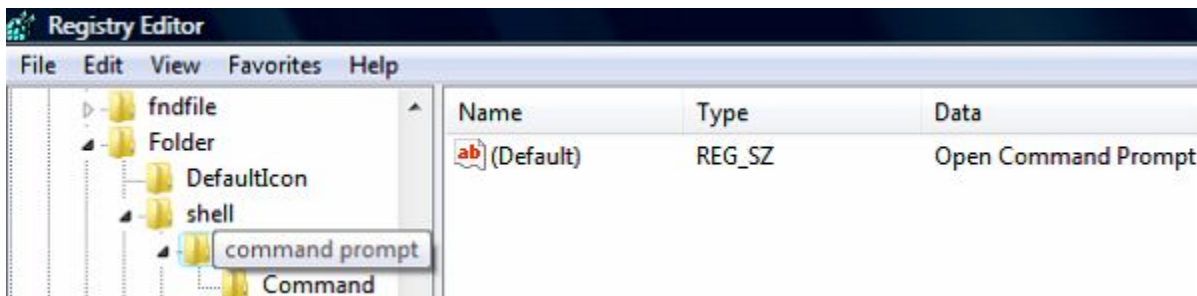 Registry Editor
File Edit View Favorites Help
fndfile
Folder
DefaultIcon
shell
command prompt
Command
Name Type Data
ab (Default) REG_SZ Open Command Prompt